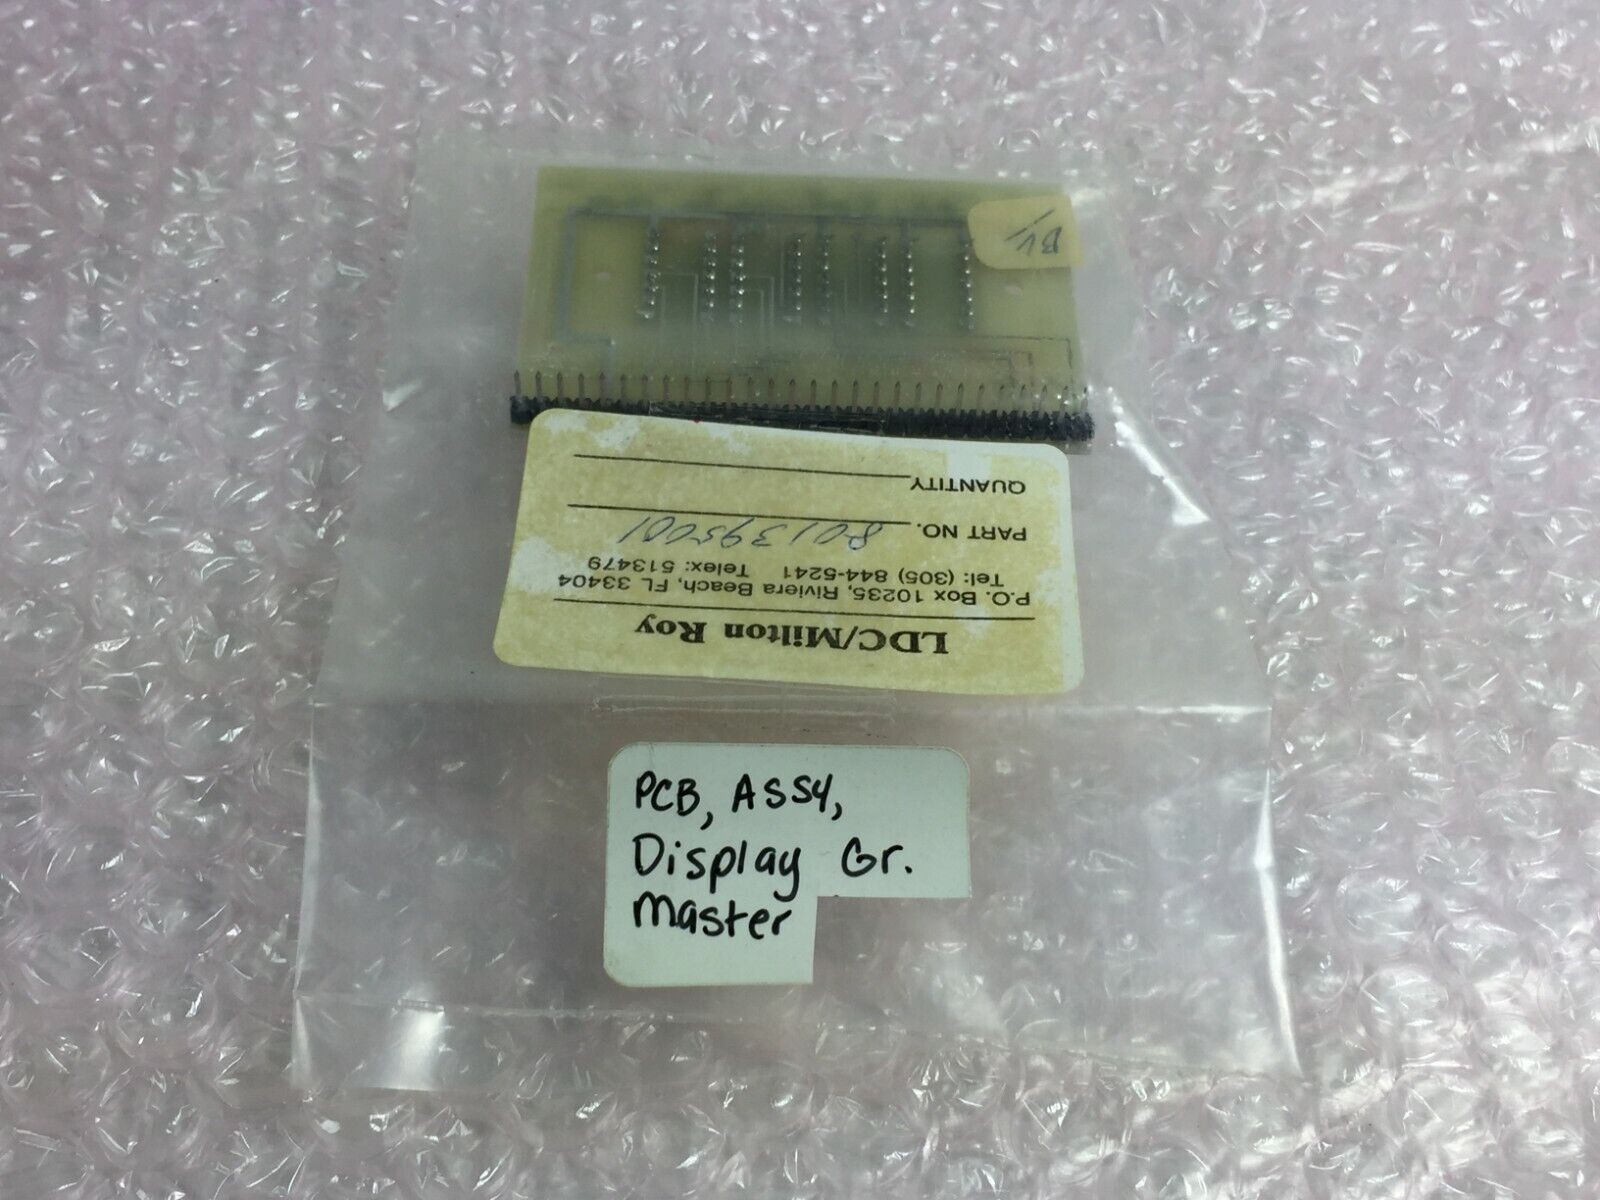 LDC/Milton Roy
P.O. Box 10235, Riviera Beach, FL 33404
Tel: (305) 844-5241 Telex: 513479
PART NO. 801395001
QUANTITY
PCB, ASSY,
Display Gr.
Master